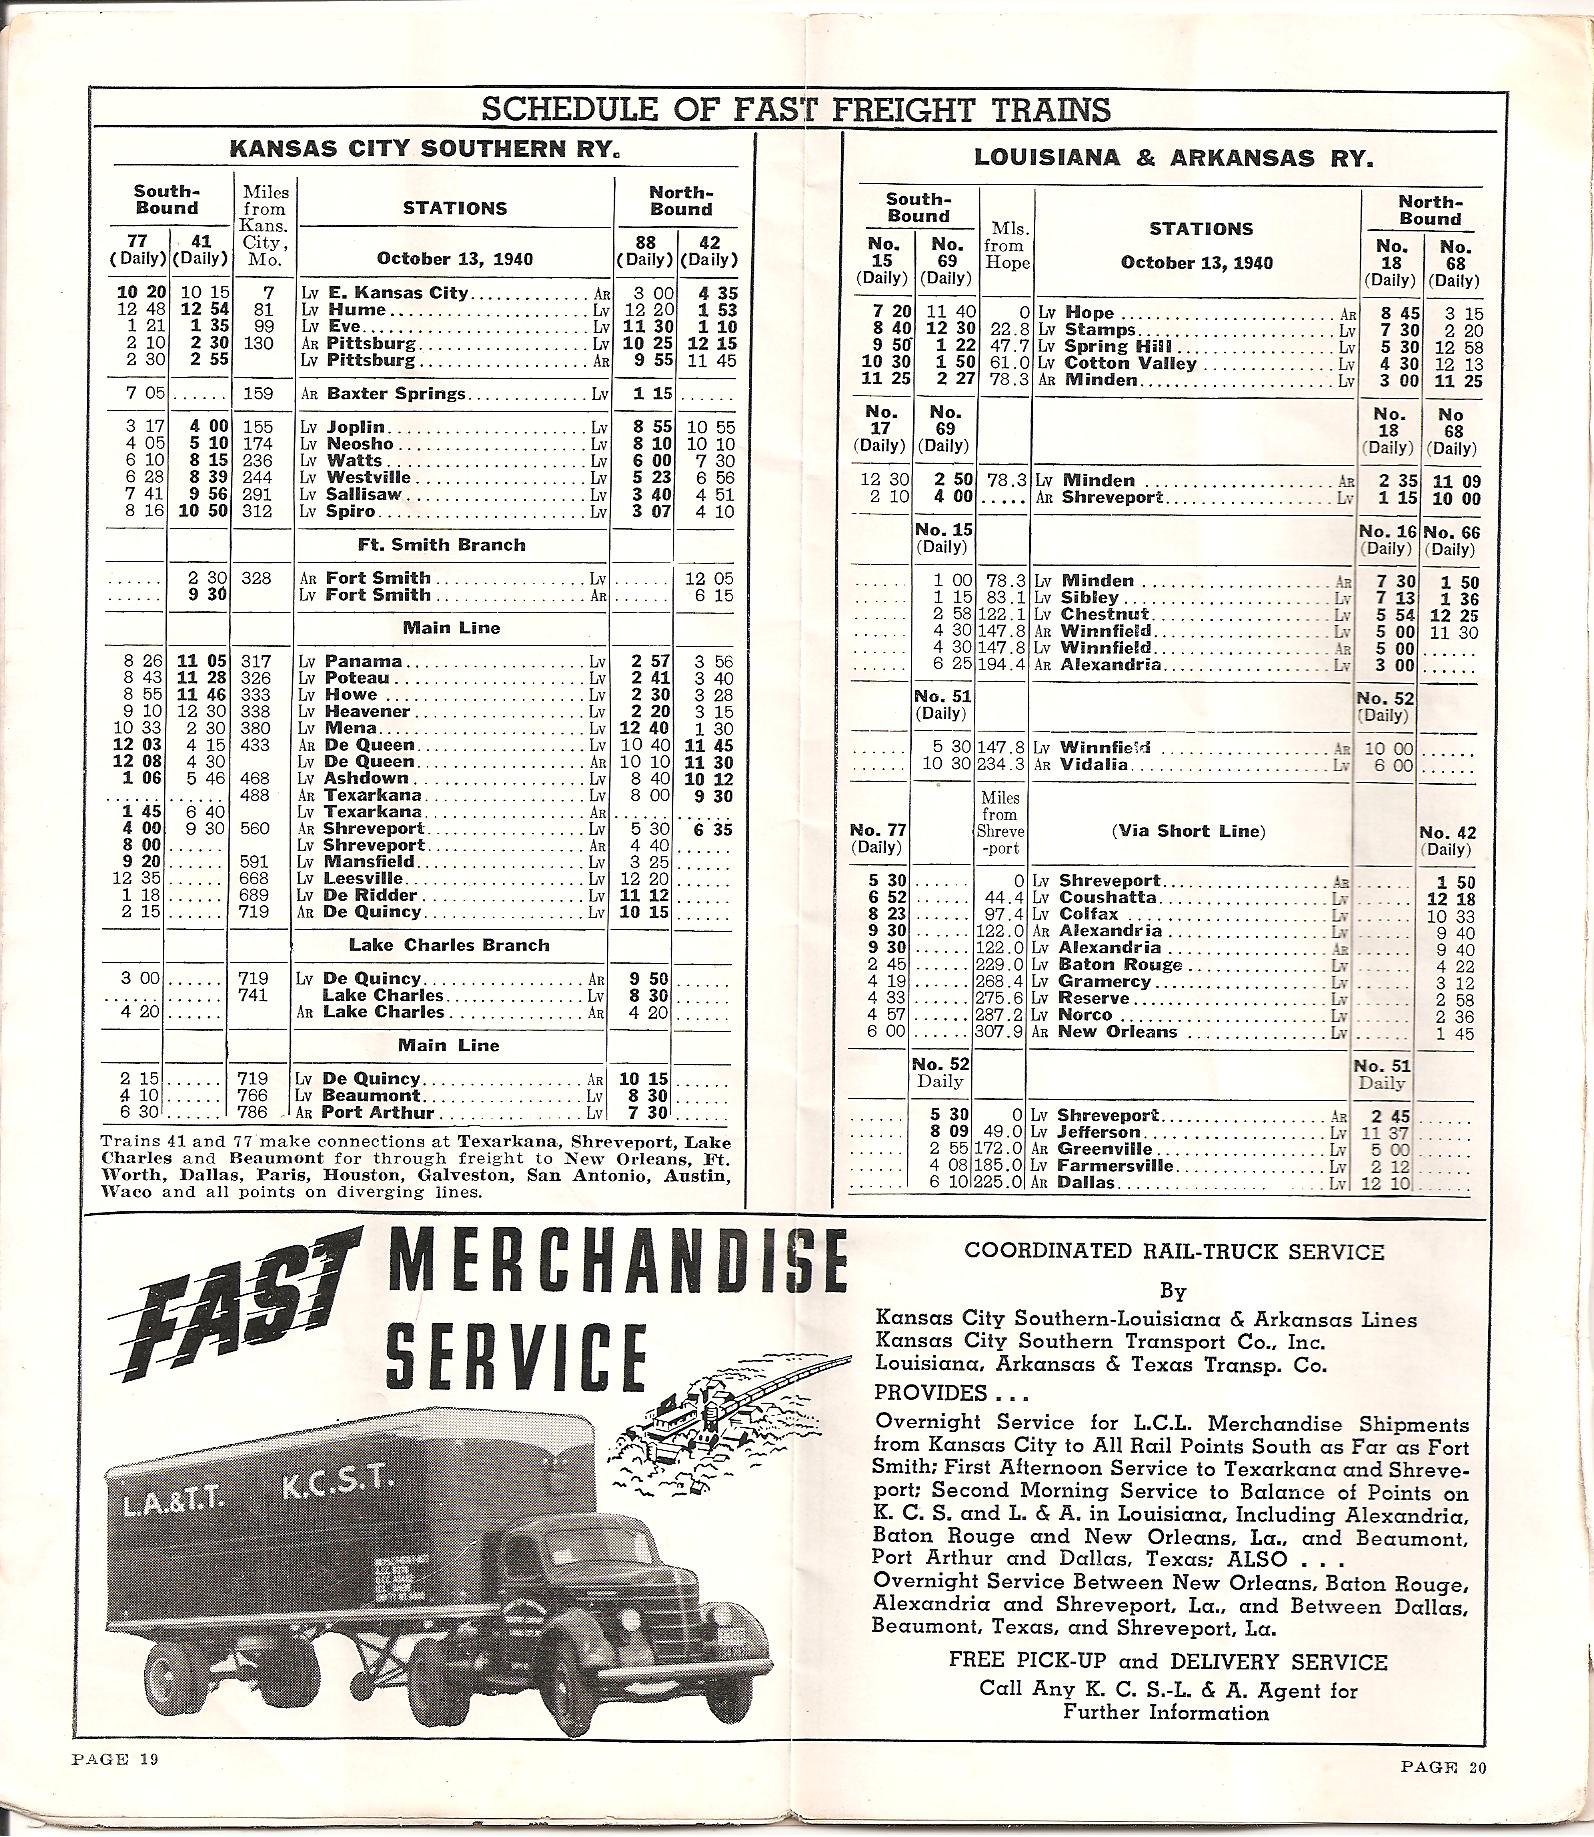 SCHEDULE OF FAST FREIGHT TRAINS
KANSAS CITY SOUTHERN RY.
South-Bound Miles from Kans. City, Mo. STATIONS North-Bound
77 (Daily) 41 (Daily) October 13, 1940 88 (Daily) 42 (Daily)
10 20 10 15 7 Lv E. Kansas City Ar 3 00 4 35
12 48 12 54 81 Lv Hume Lv 12 20 1 53
1 21 1 35 99 Lv Eve Lv 11 30 1 10
2 10 2 30 130 Ar Pittsburg Lv 10 25 12 15
2 30 2 55 Lv Pittsburg Ar 9 55 11 45
7 05 ...... 159 Ar Baxter Springs Lv 1 15 ......
3 17 4 00 155 Lv Joplin Lv 8 55 10 55
4 05 5 10 174 Lv Neosho Lv 8 10 10 10
6 10 8 15 236 Lv Watts Lv 6 00 7 30
6 28 8 39 244 Lv Westville Lv 5 23 6 56
7 41 9 56 291 Lv Sallisaw Lv 3 40 4 51
8 16 10 50 312 Lv Spiro Lv 3 07 4 10
Ft. Smith Branch
...... 2 30 328 Ar Fort Smith Lv ...... 12 05
...... 9 30 Lv Fort Smith Ar ...... 6 15
Main Line
8 26 11 05 317 Lv Panama Lv 2 57 3 56
8 43 11 28 326 Lv Poteau Lv 2 41 3 40
8 55 11 46 333 Lv Howe Lv 2 30 3 28
9 10 12 30 338 Lv Heavener Lv 2 20 3 15
10 33 2 30 380 Lv Mena Lv 12 40 1 30
12 03 4 15 433 Ar De Queen Lv 10 40 11 45
12 08 4 30 Lv De Queen Ar 10 10 11 30
1 06 5 46 468 Lv Ashdown Lv 8 40 10 12
...... ...... 488 Ar Texarkana Lv 8 00 9 30
1 45 6 40 Lv Texarkana Ar ...... ......
4 00 9 30 560 Ar Shreveport Lv 5 30 6 35
8 00 ...... Lv Shreveport Ar 4 40 ......
9 20 ...... 591 Lv Mansfield Lv 3 25 ......
12 35 ...... 668 Lv Leesville Lv 12 20 ......
1 18 ...... 689 Lv De Ridder Lv 11 12 ......
2 15 ...... 719 Ar De Quincy Lv 10 15 ......
Lake Charles Branch
3 00 719 Lv De Quincy Ar 9 50 ......
...... ...... 741 Lake Charles Lv 8 30 ......
4 20 ...... Ar Lake Charles Ar 4 20 ......
Main Line
2 15 ...... 719 Lv De Quincy Ar 10 15 ......
4 10 ...... 766 Lv Beaumont Lv 8 30 ......
6 30 ...... 786 Ar Port Arthur Lv 7 30 ......
Trains 41 and 77 make connections at Texarkana, Shreveport, Lake
Charles and Beaumont for through freight to New Orleans, Ft.
Worth, Dallas, Paris, Houston, Galveston, San Antonio, Austin,
Waco and all points on diverging lines.
LOUISIANA & ARKANSAS RY.
South-Bound Mls. from Hope STATIONS North-Bound
No. 15 (Daily) No. 69 (Daily) October 13, 1940 No. 18 (Daily) No. 68 (Daily)
7 20 11 40 0 Lv Hope Ar 8 45 3 15
8 40 12 30 22.8 Lv Stamps Lv 7 30 2 20
9 50 1 22 47.7 Lv Spring Hill Lv 5 30 12 58
10 30 1 50 61.0 Lv Cotton Valley Lv 4 30 12 13
11 25 2 27 78.3 Ar Minden Lv 3 00 11 25
No. 17 (Daily) No. 69 (Daily) No. 18 (Daily) No 68 (Daily)
12 30 2 50 78.3 Lv Minden Ar 2 35 11 09
2 10 4 00 ..... Ar Shreveport Lv 1 15 10 00
No. 15 (Daily) No. 16 (Daily) No. 66 (Daily)
...... 1 00 78.3 Lv Minden Ar 7 30 1 50
...... 1 15 83.1 Lv Sibley Lv 7 13 1 36
...... 2 58 122.1 Lv Chestnut Lv 5 54 12 25
...... 4 30 147.8 Ar Winnfield Lv 5 00 11 30
...... 4 30 147.8 Lv Winnfield Ar 5 00 ......
...... 6 25 194.4 Ar Alexandria Lv 3 00 ......
No. 51 (Daily) No. 52 (Daily)
...... 5 30 147.8 Lv Winnfield Ar 10 00 ......
...... 10 30 234.3 Ar Vidalia Lv 6 00 ......
No. 77 (Daily) Miles from Shreve-port (Via Short Line) No. 42 (Daily)
5 30 ...... 0 Lv Shreveport Ar ...... 1 50
6 52 ...... 44.4 Lv Coushatta Lv ...... 12 18
8 23 ...... 97.4 Lv Colfax Lv ...... 10 33
9 30 ...... 122.0 Ar Alexandria Lv ...... 9 40
9 30 ...... 122.0 Lv Alexandria Ar ...... 9 40
2 45 ...... 229.0 Lv Baton Rouge Lv ...... 4 22
4 19 ...... 268.4 Lv Gramercy Lv ...... 3 12
4 33 ...... 275.6 Lv Reserve Lv ...... 2 58
4 57 ...... 287.2 Lv Norco Lv ...... 2 36
6 00 ...... 307.9 Ar New Orleans Lv ...... 1 45
No. 52 Daily No. 51 Daily
...... 5 30 0 Lv Shreveport Ar 2 45 ......
...... 8 09 49.0 Lv Jefferson Lv 11 37 ......
...... 2 55 172.0 Ar Greenville Lv 5 00 ......
...... 4 08 185.0 Lv Farmersville Lv 2 12 ......
...... 6 10 225.0 Ar Dallas Lv 12 10 ......
FAST MERCHANDISE
SERVICE
L.A.&T.T. K.C.S.T.
COORDINATED RAIL-TRUCK SERVICE
By
Kansas City Southern-Louisiana & Arkansas Lines
Kansas City Southern Transport Co., Inc.
Louisiana, Arkansas & Texas Transp. Co.
PROVIDES . . .
Overnight Service for L.C.L. Merchandise Shipments
from Kansas City to All Rail Points South as Far as Fort
Smith; First Afternoon Service to Texarkana and Shreve-
port; Second Morning Service to Balance of Points on
K. C. S. and L. & A. in Louisiana, Including Alexandria,
Baton Rouge and New Orleans, La., and Beaumont,
Port Arthur and Dallas, Texas; ALSO . . .
Overnight Service Between New Orleans, Baton Rouge,
Alexandria and Shreveport, La., and Between Dallas,
Beaumont, Texas, and Shreveport, La.
FREE PICK-UP and DELIVERY SERVICE
Call Any K. C. S.-L. & A. Agent for
Further Information
PAGE 19
PAGE 20